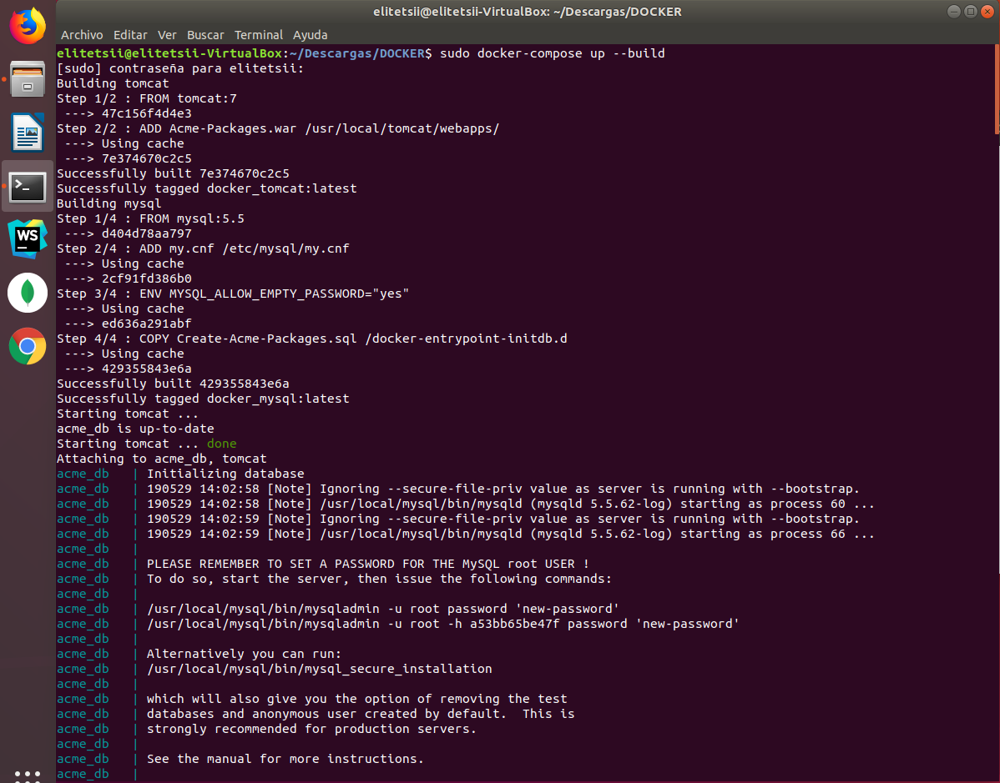 elitetsii@elitetsii-VirtualBox: ~/Descargas/DOCKER
Archivo Editar Ver Buscar Terminal Ayuda
elitetsii@elitetsii-VirtualBox:~/Descargas/DOCKER$ sudo docker-compose up --build
[sudo] contraseña para elitetsii:
Building tomcat
Step 1/2 : FROM tomcat:7
 ---> 47c156f4d4e3
Step 2/2 : ADD Acme-Packages.war /usr/local/tomcat/webapps/
 ---> Using cache
 ---> 7e374670c2c5
Successfully built 7e374670c2c5
Successfully tagged docker_tomcat:latest
Building mysql
Step 1/4 : FROM mysql:5.5
 ---> d404d78aa797
Step 2/4 : ADD my.cnf /etc/mysql/my.cnf
 ---> Using cache
 ---> 2cf91fd386b0
Step 3/4 : ENV MYSQL_ALLOW_EMPTY_PASSWORD="yes"
 ---> Using cache
 ---> ed636a291abf
Step 4/4 : COPY Create-Acme-Packages.sql /docker-entrypoint-initdb.d
 ---> Using cache
 ---> 429355843e6a
Successfully built 429355843e6a
Successfully tagged docker_mysql:latest
Starting tomcat ...
acme_db is up-to-date
Starting tomcat ... done
Attaching to acme_db, tomcat
acme_db   | Initializing database
acme_db   | 190529 14:02:58 [Note] Ignoring --secure-file-priv value as server is running with --bootstrap.
acme_db   | 190529 14:02:58 [Note] /usr/local/mysql/bin/mysqld (mysqld 5.5.62-log) starting as process 60 ...
acme_db   | 190529 14:02:59 [Note] Ignoring --secure-file-priv value as server is running with --bootstrap.
acme_db   | 190529 14:02:59 [Note] /usr/local/mysql/bin/mysqld (mysqld 5.5.62-log) starting as process 66 ...
acme_db   |
acme_db   | PLEASE REMEMBER TO SET A PASSWORD FOR THE MySQL root USER !
acme_db   | To do so, start the server, then issue the following commands:
acme_db   |
acme_db   | /usr/local/mysql/bin/mysqladmin -u root password 'new-password'
acme_db   | /usr/local/mysql/bin/mysqladmin -u root -h a53bb65be47f password 'new-password'
acme_db   |
acme_db   | Alternatively you can run:
acme_db   | /usr/local/mysql/bin/mysql_secure_installation
acme_db   |
acme_db   | which will also give you the option of removing the test
acme_db   | databases and anonymous user created by default.  This is
acme_db   | strongly recommended for production servers.
acme_db   |
acme_db   | See the manual for more instructions.
acme_db   |
WS